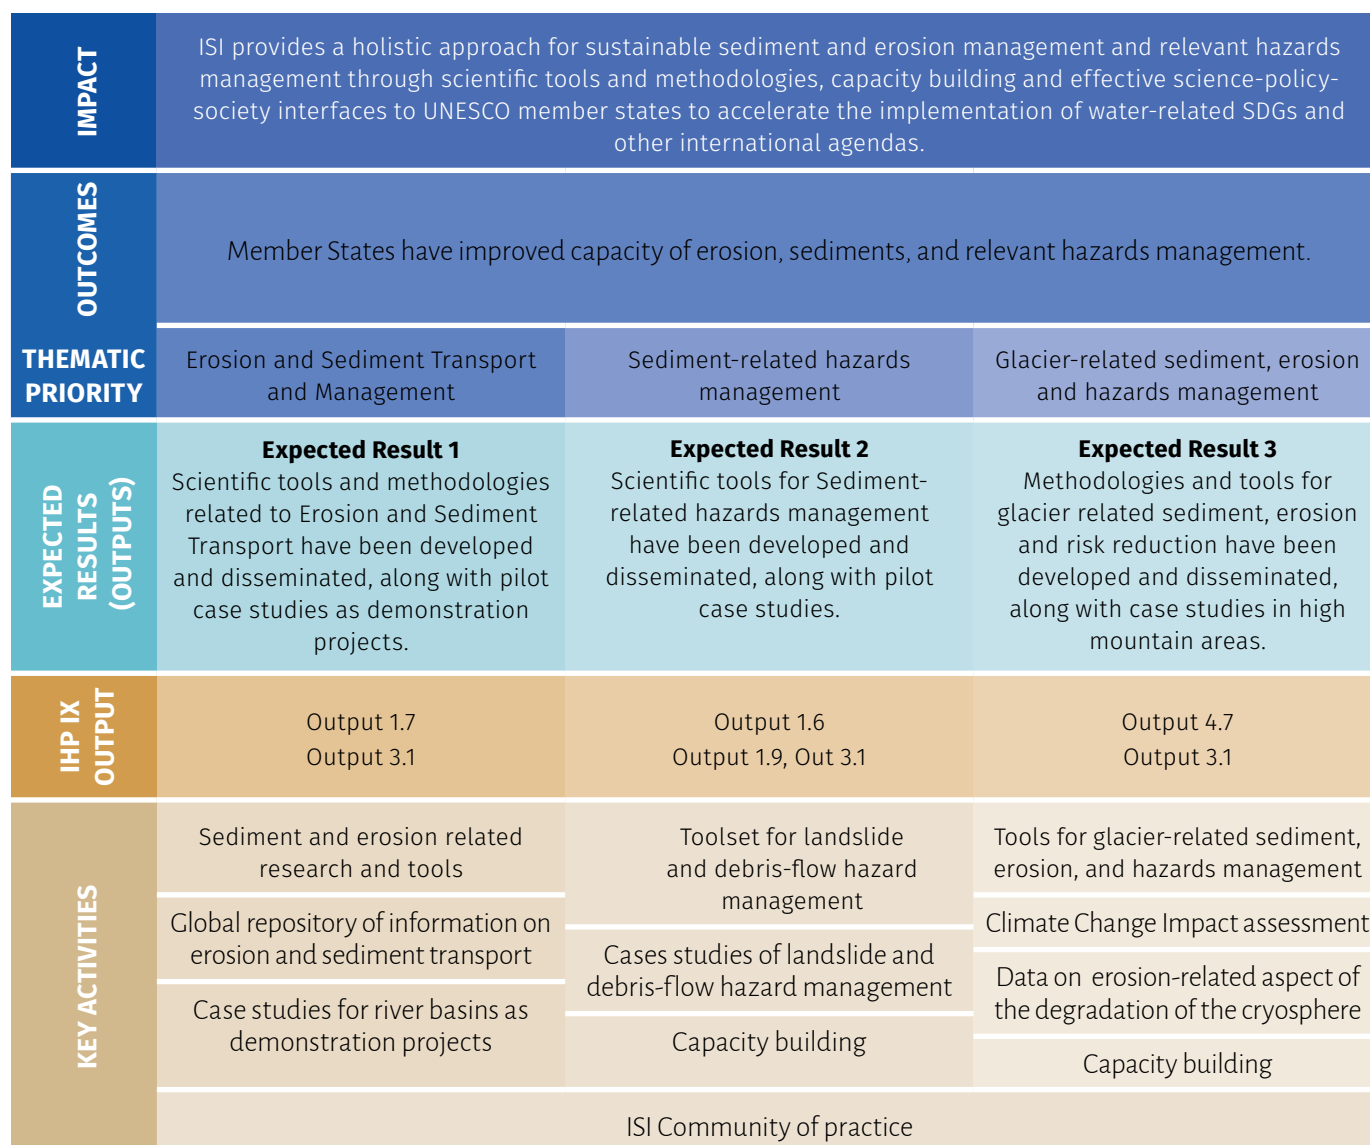 IMPACT
ISI provides a holistic approach for sustainable sediment and erosion management and relevant hazards
management through scientific tools and methodologies, capacity building and effective science-policy-
society interfaces to UNESCO member states to accelerate the implementation of water-related SDGs and
other international agendas.
OUTCOMES
Member States have improved capacity of erosion, sediments, and relevant hazards management.
THEMATIC
PRIORITY
Erosion and Sediment Transport
and Management
Sediment-related hazards
management
Glacier-related sediment, erosion
and hazards management
EXPECTED
RESULTS
(OUTPUTS)
Expected Result 1
Scientific tools and methodologies
related to Erosion and Sediment
Transport have been developed
and disseminated, along with pilot
case studies as demonstration
projects.
Expected Result 2
Scientific tools for Sediment-
related hazards management
have been developed and
disseminated, along with pilot
case studies.
Expected Result 3
Methodologies and tools for
glacier related sediment, erosion
and risk reduction have been
developed and disseminated,
along with case studies in high
mountain areas.
IHP IX
OUTPUT
Output 1.7
Output 3.1
Output 1.6
Output 1.9, Out 3.1
Output 4.7
Output 3.1
KEY ACTIVITIES
Sediment and erosion related
research and tools
Global repository of information on
erosion and sediment transport
Case studies for river basins as
demonstration projects
Toolset for landslide
and debris-flow hazard
management
Cases studies of landslide and
debris-flow hazard management
Capacity building
Tools for glacier-related sediment,
erosion, and hazards management
Climate Change Impact assessment
Data on erosion-related aspect of
the degradation of the cryosphere
Capacity building
ISI Community of practice